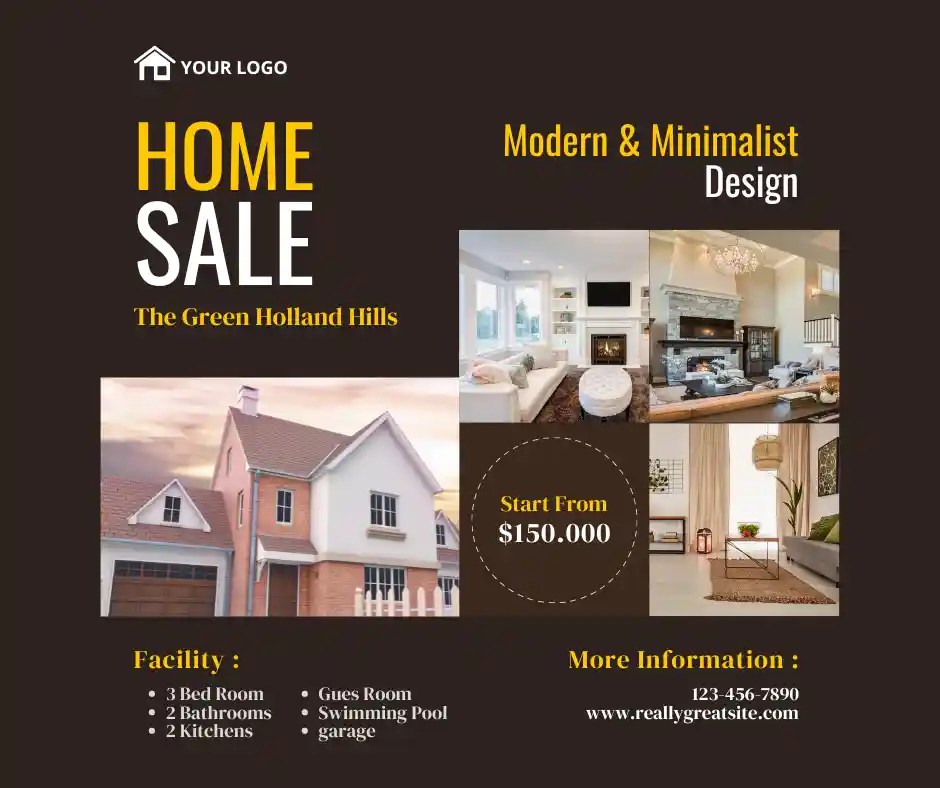 YOUR LOGO
HOME
SALE
The Green Holland Hills
Modern & Minimalist
Design
Start From
$150.000
Facility :
3 Bed Room
2 Bathrooms
2 Kitchens
Gues Room
Swimming Pool
garage
More Information :
123-456-7890
www.reallygreatsite.com